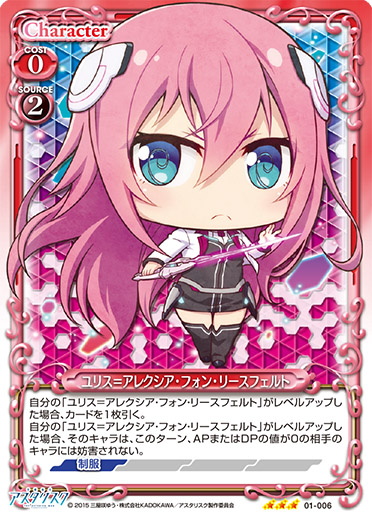 Character
COST
0
SOURCE
2
ユリス=アレクシア・フォン・リースフェルト
自分の「ユリス=アレクシア・フォン・リースフェルト」がレベルアップ
した場合、カードを1枚引く。
自分の「ユリス=アレクシア・フォン・リースフェルト」がレベルアップ
した場合、そのキャラは、このターン、APまたはDPの値が0の相手の
キャラには妨害されない。
制服
学戦都市
アスタリスク
© 2015 三屋咲ゆう・株式会社KADOKAWA/アスタリスク製作委員会
01-006